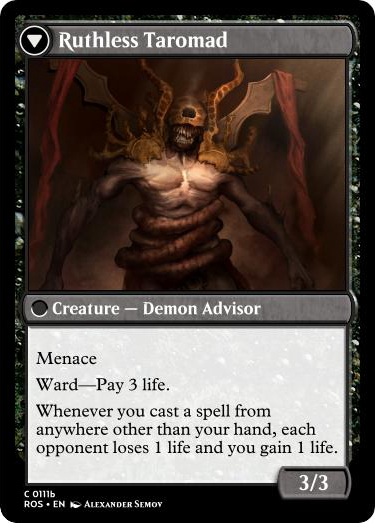 Ruthless Taromad
Creature — Demon Advisor
Menace
Ward—Pay 3 life.
Whenever you cast a spell from
anywhere other than your hand, each
opponent loses 1 life and you gain 1 life.
3/3
C 0111b
ROS • EN Alexander Semov